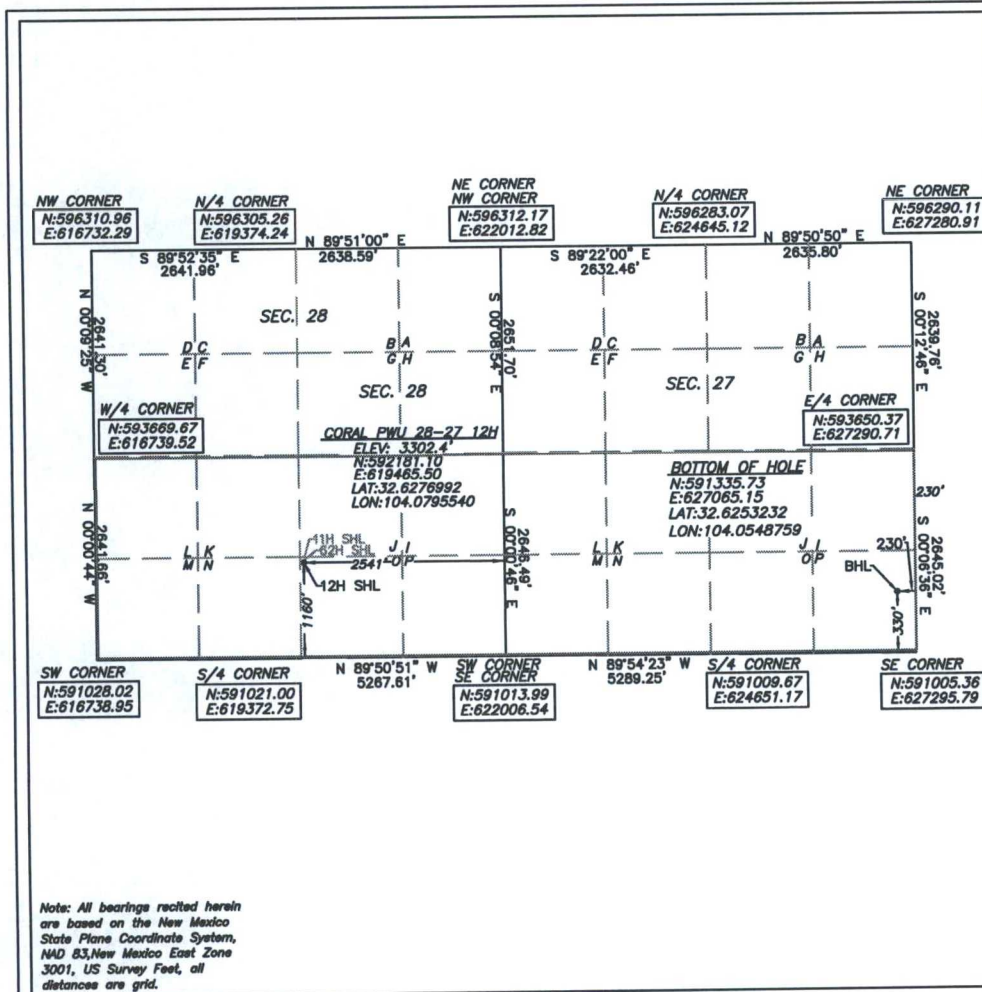 NW CORNER
N:596310.96
E:616732.29
N/4 CORNER
N:596305.26
E:619374.24
NE CORNER
NW CORNER
N:596312.17
E:622012.82
N/4 CORNER
N:596283.07
E:624645.12
NE CORNER
N:596290.11
E:627280.91
S 89°52'35" E
2641.96'
N 89°51'00" E
2638.59'
S 89°22'00" E
2632.46'
N 89°50'50" E
2635.80'
N 00°09'25" W
2641.30'
S 00°08'54" E
2651.70'
S 00°12'46" E
2639.76'
SEC. 28
D C
E F
B A
G H
D C
E F
B A
G H
SEC. 28
SEC. 27
W/4 CORNER
N:593669.67
E:616739.52
E/4 CORNER
N:593650.37
E:627290.71
CORAL PWU 28-27 12H
ELEV: 3302.4'
N:592181.10
E:619465.50
LAT:32.6276992
LON:104.0795540
BOTTOM OF HOLE
N:591335.73
E:627065.15
LAT:32.6253232
LON:104.0548759
N 00°00'44" W
2641.66'
S 00°00'46" E
2648.49'
230'
S 00°06'36" E
2645.02'
L K
M N
41H SHL
62H SHL
2541'
J I
O P
L K
M N
J I
O P
12H SHL
1160'
BHL
230'
330'
N 89°50'51" W
5267.61'
N 89°54'23" W
5289.25'
SW CORNER
N:591028.02
E:616738.95
S/4 CORNER
N:591021.00
E:619372.75
SW CORNER
SE CORNER
N:591013.99
E:622006.54
S/4 CORNER
N:591009.67
E:624651.17
SE CORNER
N:591005.36
E:627295.79
Note: All bearings recited herein
are based on the New Mexico
State Plane Coordinate System,
NAD 83,New Mexico East Zone
3001, US Survey Feet, all
distances are grid.